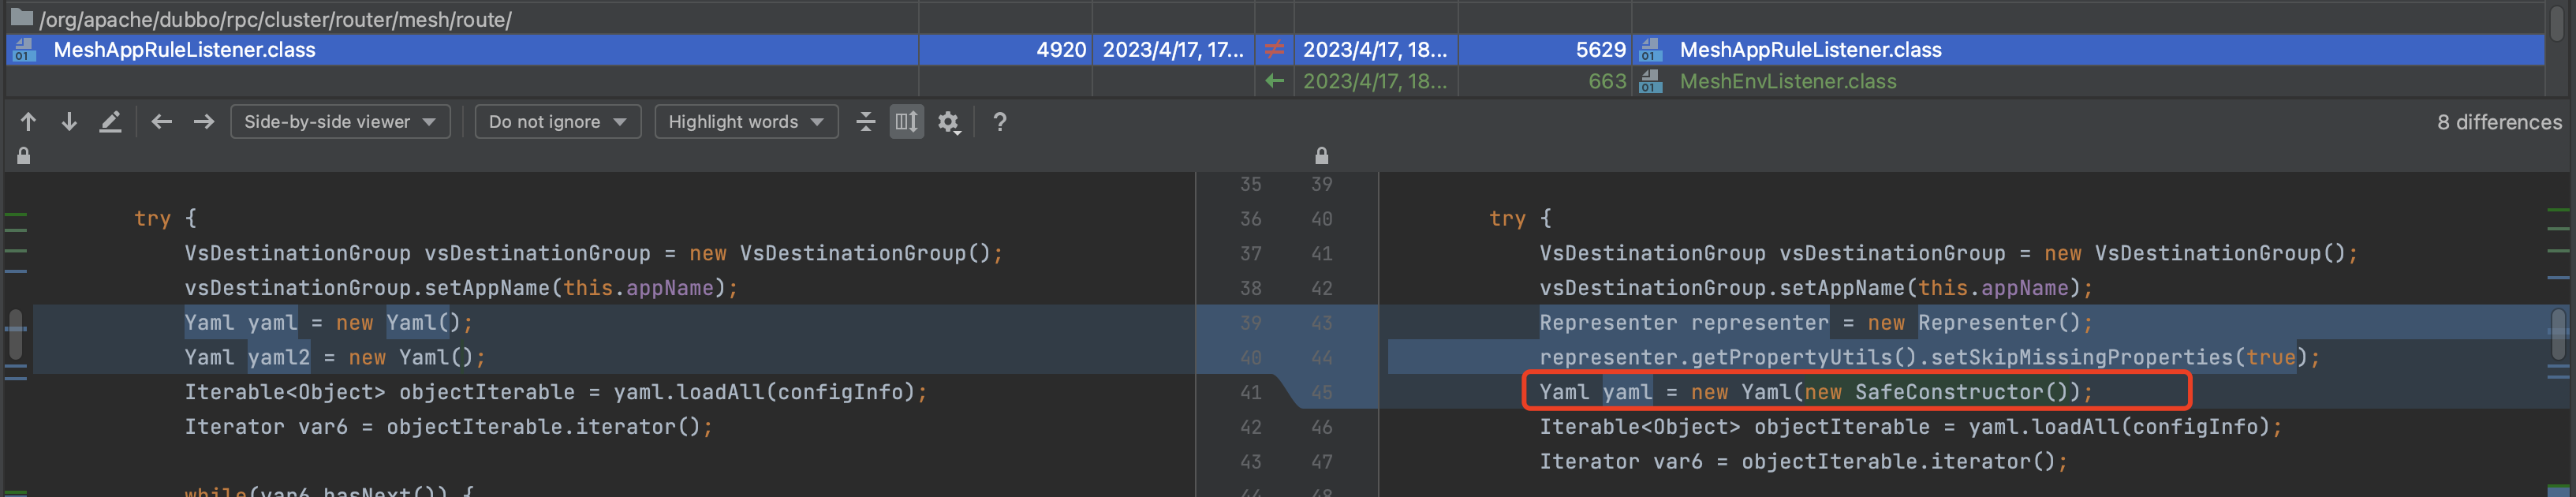 /org/apache/dubbo/rpc/cluster/router/mesh/route/
01 MeshAppRuleListener.class 4920 2023/4/17, 17... ≠ 2023/4/17, 18... 5629 01 MeshAppRuleListener.class
← 2023/4/17, 18... 663 01 MeshEnvListener.class
Side-by-side viewer Do not ignore Highlight words ? 8 differences
35 39
try { 36 40 try {
VsDestinationGroup vsDestinationGroup = new VsDestinationGroup(); 37 41 VsDestinationGroup vsDestinationGroup = new VsDestinationGroup();
vsDestinationGroup.setAppName(this.appName); 38 42 vsDestinationGroup.setAppName(this.appName);
Yaml yaml = new Yaml(); 39 43 Representer representer = new Representer();
Yaml yaml2 = new Yaml(); 40 44 representer.getPropertyUtils().setSkipMissingProperties(true);
Iterable<Object> objectIterable = yaml.loadAll(configInfo); 41 45 Yaml yaml = new Yaml(new SafeConstructor());
Iterator var6 = objectIterable.iterator(); 42 46 Iterable<Object> objectIterable = yaml.loadAll(configInfo);
43 47 Iterator var6 = objectIterable.iterator();
while(var6.hasNext()) { 44 48